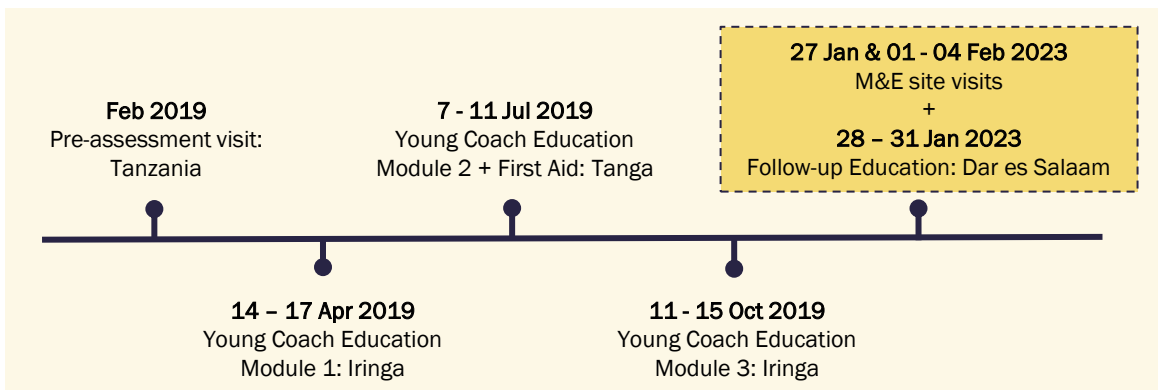 Feb 2019
Pre-assessment visit:
Tanzania
14 – 17 Apr 2019
Young Coach Education
Module 1: Iringa
7 - 11 Jul 2019
Young Coach Education
Module 2 + First Aid: Tanga
11 - 15 Oct 2019
Young Coach Education
Module 3: Iringa
27 Jan & 01 - 04 Feb 2023
M&E site visits
+
28 – 31 Jan 2023
Follow-up Education: Dar es Salaam